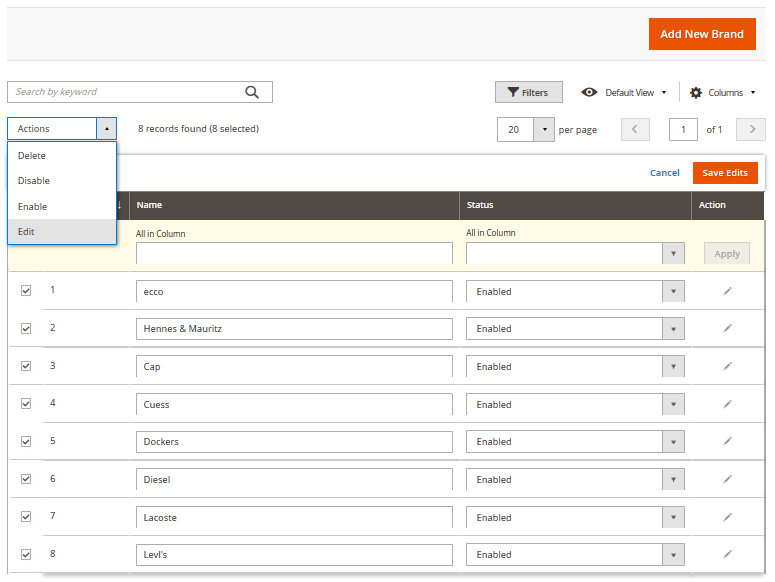 Add New Brand
Search by keyword
Filters
Default View
Columns
Actions
8 records found (8 selected)
20
per page
1
of 1
Delete
Disable
Enable
Edit
Cancel
Save Edits
↓
Name
Status
Action
All in Column
All in Column
Apply
1
ecco
Enabled
2
Hennes & Mauritz
Enabled
3
Cap
Enabled
4
Cuess
Enabled
5
Dockers
Enabled
6
Diesel
Enabled
7
Lacoste
Enabled
8
Levl's
Enabled